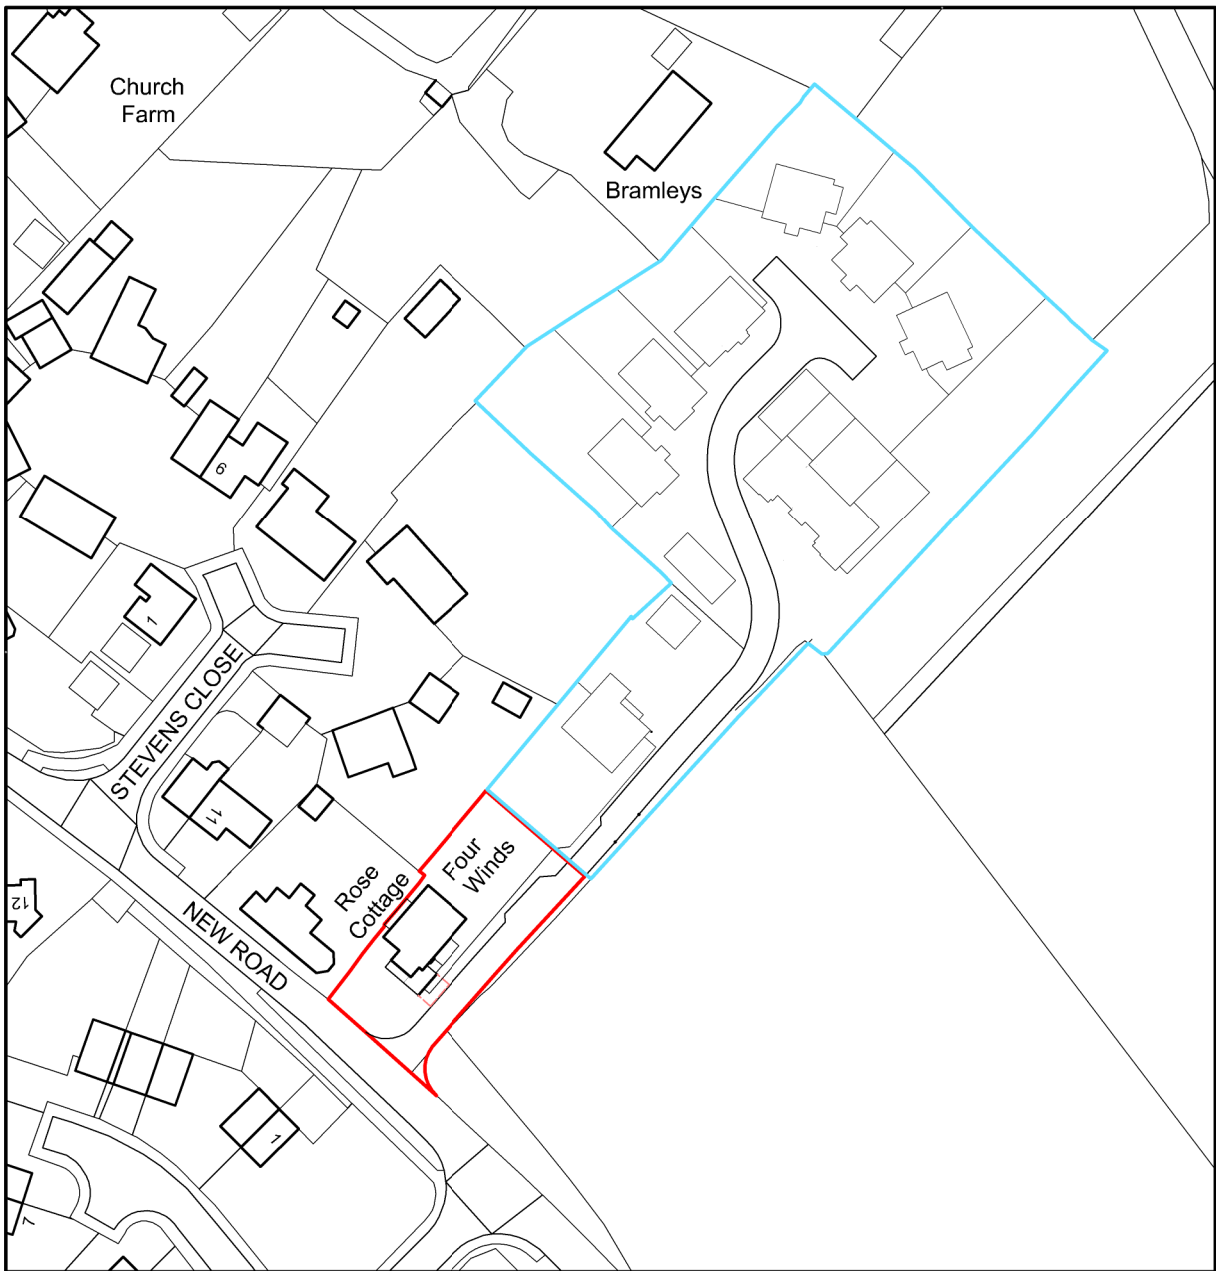 Church
Farm
Bramleys
6
1
STEVENS CLOSE
11
Four
Winds
Rose
Cottage
12
NEW ROAD
1
7